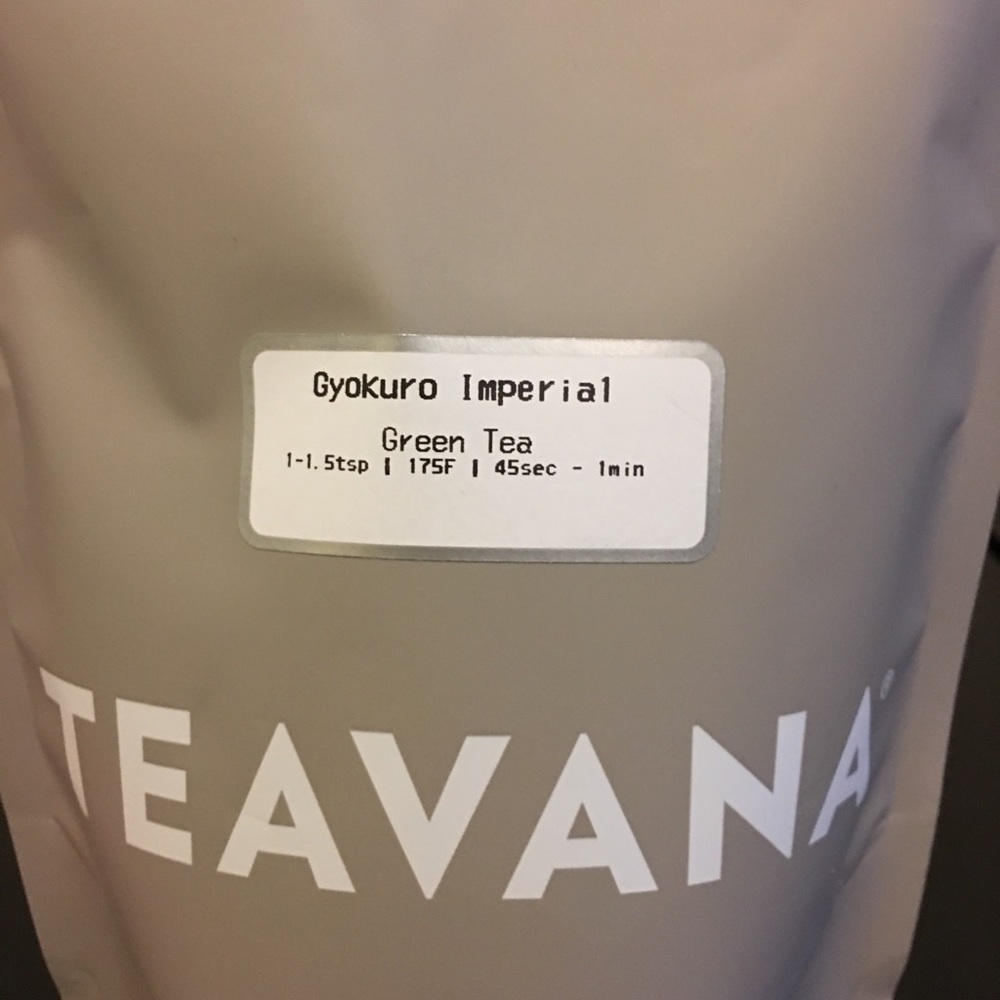 Gyokuro Imperial
Green Tea
1-1.5tsp | 175F | 45sec - 1min
TEAVANA®